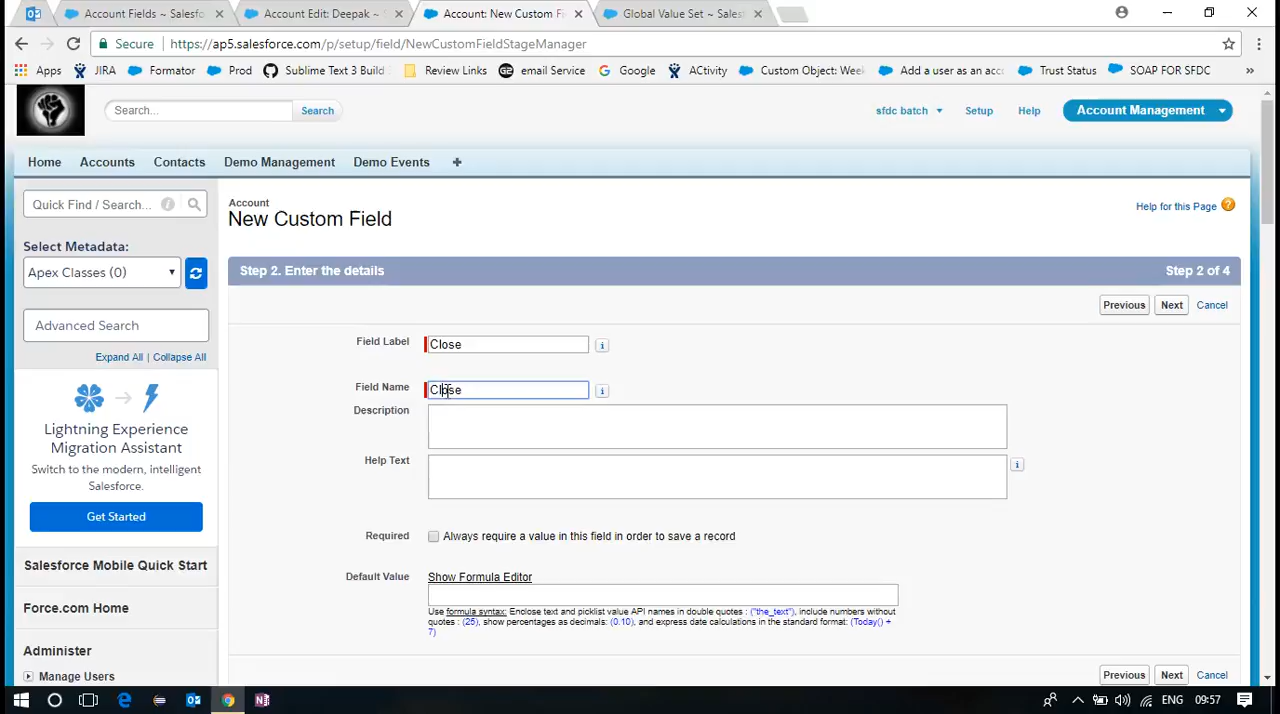 Account Fields ~ Salesfo
Account Edit: Deepak ~ S
Account: New Custom Fi
Global Value Set ~ Sales
Secure
https://ap5.salesforce.com/p/setup/field/NewCustomFieldStageManager
Apps
JIRA
Formator
Prod
Sublime Text 3 Build
Review Links
email Service
Google
ACtivity
Custom Object: Week
Add a user as an acc
Trust Status
SOAP FOR SFDC
»
Search...
Search
sfdc batch
Setup
Help
Account Management
Home
Accounts
Contacts
Demo Management
Demo Events
+
Quick Find / Search...
Select Metadata:
Apex Classes (0)
Advanced Search
Expand All | Collapse All
Lightning Experience
Migration Assistant
Switch to the modern, intelligent
Salesforce.
Get Started
Salesforce Mobile Quick Start
Force.com Home
Administer
Manage Users
Account
New Custom Field
Help for this Page
Step 2. Enter the details
Step 2 of 4
Previous
Next
Cancel
Field Label
Close
Field Name
Close
Description
Help Text
Required
Always require a value in this field in order to save a record
Default Value
Show Formula Editor
Use formula syntax: Enclose text and picklist value API names in double quotes : ("the_text"), include numbers without
quotes : (25), show percentages as decimals: (0.10), and express date calculations in the standard format: (Today() +
7)
Previous
Next
Cancel
ENG
09:57